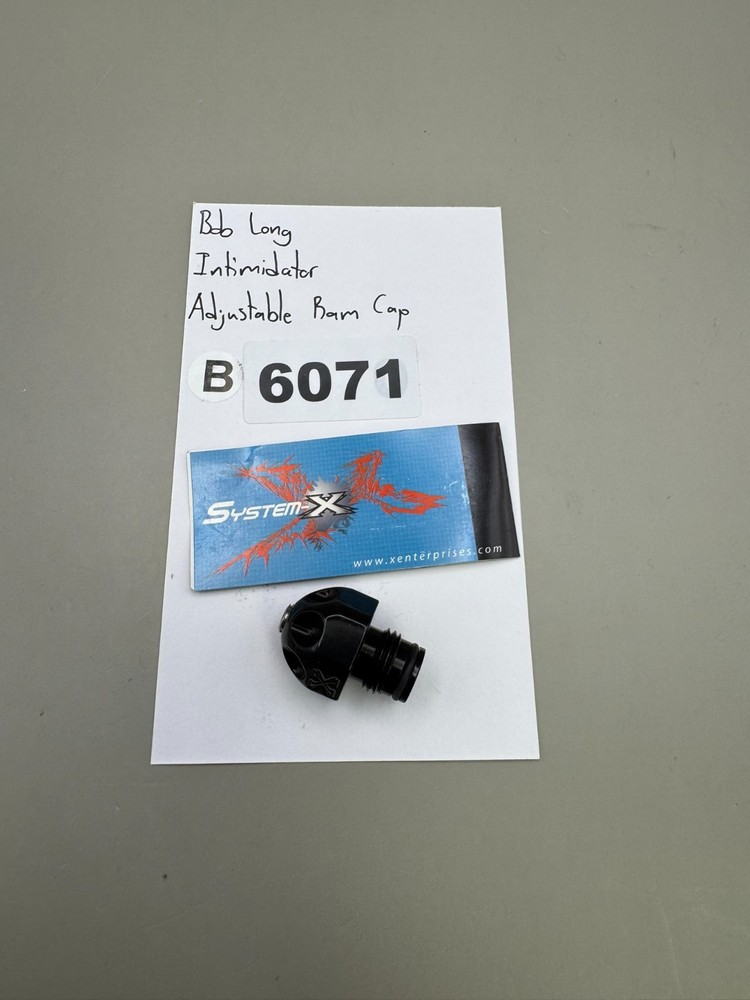 Bob Long
Intimidator
Adjustable Ram Cap
B 6071
SYSTEM-X
www.xenterprises.com
X